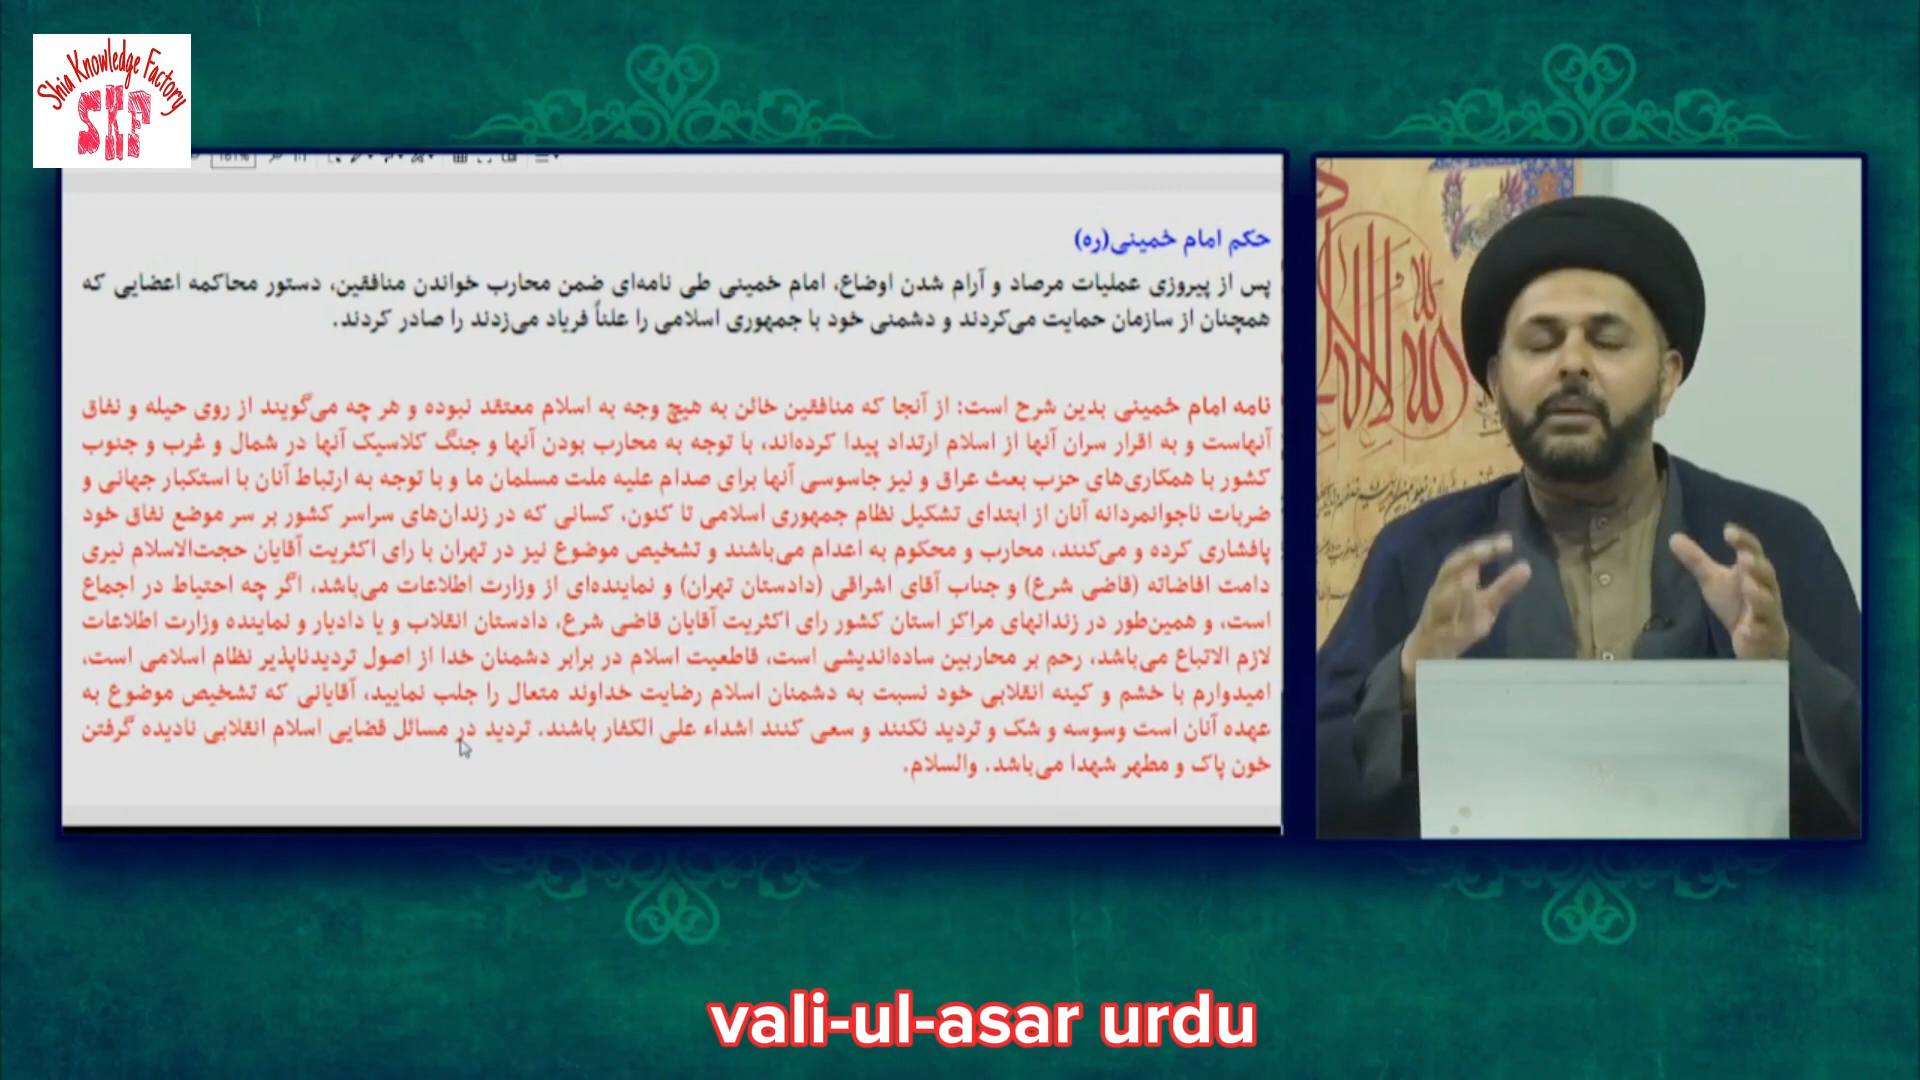 Shia Knowledge Factory
SKF
161%
حکم امام خمینی(ره)
پس از پیروزی عملیات مرصاد و آرام شدن اوضاع، امام خمینی طی نامه‌ای ضمن محارب خواندن منافقین، دستور محاکمه اعضایی که
همچنان از سازمان حمایت می‌کردند و دشمنی خود با جمهوری اسلامی را علناً فریاد می‌زدند را صادر کردند.
نامه امام خمینی بدین شرح است: از آنجا که منافقین خائن به هیچ وجه به اسلام معتقد نبوده و هر چه می‌گویند از روی حیله و نفاق
آنهاست و به اقرار سران آنها از اسلام ارتداد پیدا کرده‌اند، با توجه به محارب بودن آنها و جنگ کلاسیک آنها در شمال و غرب و جنوب
کشور با همکاری‌های حزب بعث عراق و نیز جاسوسی آنها برای صدام علیه ملت مسلمان ما و با توجه به ارتباط آنان با استکبار جهانی و
ضربات ناجوانمردانه آنان از ابتدای تشکیل نظام جمهوری اسلامی تا کنون، کسانی که در زندان‌های سراسر کشور بر سر موضع نفاق خود
پافشاری کرده و می‌کنند، محارب و محکوم به اعدام می‌باشند و تشخیص موضوع نیز در تهران با رای اکثریت آقایان حجت‌الاسلام نیری
دامت افاضاته (قاضی شرع) و جناب آقای اشراقی (دادستان تهران) و نماینده‌ای از وزارت اطلاعات می‌باشد، اگر چه احتیاط در اجماع
است، و همین‌طور در زندانهای مراکز استان کشور رای اکثریت آقایان قاضی شرع، دادستان انقلاب و یا دادیار و نماینده وزارت اطلاعات
لازم الاتباع می‌باشد، رحم بر محاربین ساده‌اندیشی است، قاطعیت اسلام در برابر دشمنان خدا از اصول تردیدناپذیر نظام اسلامی است،
امیدوارم با خشم و کینه انقلابی خود نسبت به دشمنان اسلام رضایت خداوند متعال را جلب نمایید، آقایانی که تشخیص موضوع به
عهده آنان است وسوسه و شک و تردید نکنند و سعی کنند اشداء علی الکفار باشند. تردید در مسائل قضایی اسلام انقلابی نادیده گرفتن
خون پاک و مطهر شهدا می‌باشد. والسلام.
vali-ul-asar urdu